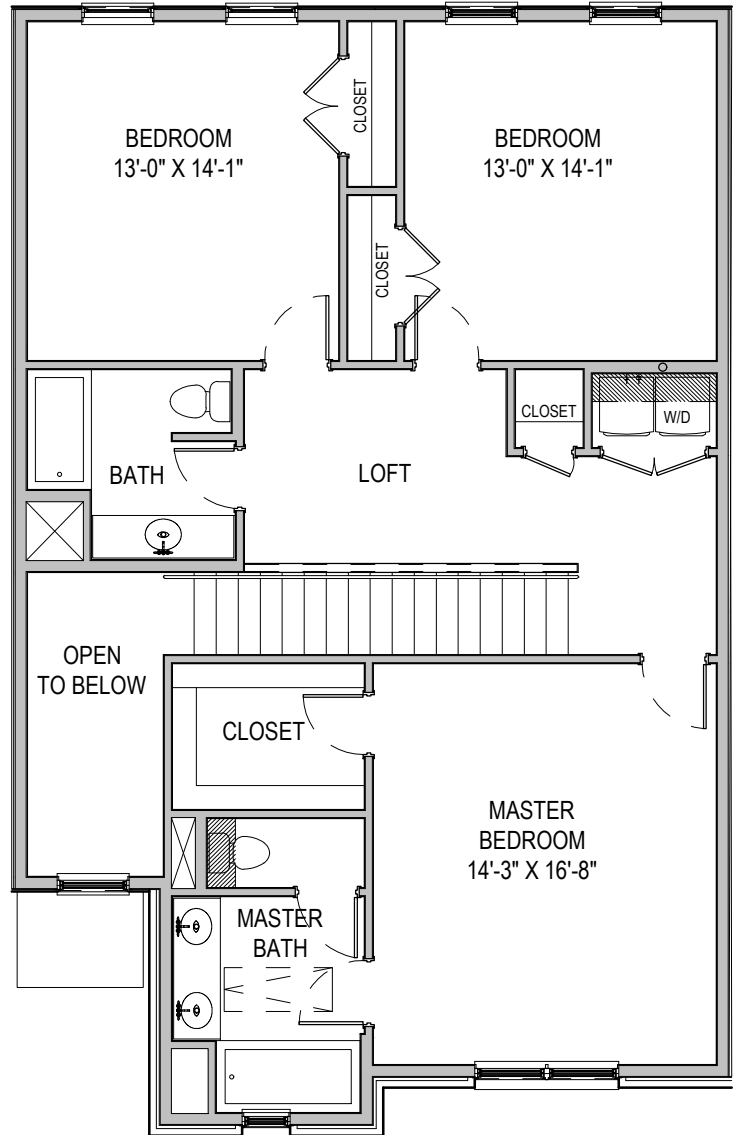 BEDROOM
13'-0" X 14'-1"
CLOSET
BEDROOM
13'-0" X 14'-1"
CLOSET
CLOSET
W/D
BATH
LOFT
OPEN
TO BELOW
CLOSET
MASTER
BEDROOM
14'-3" X 16'-8"
MASTER
BATH